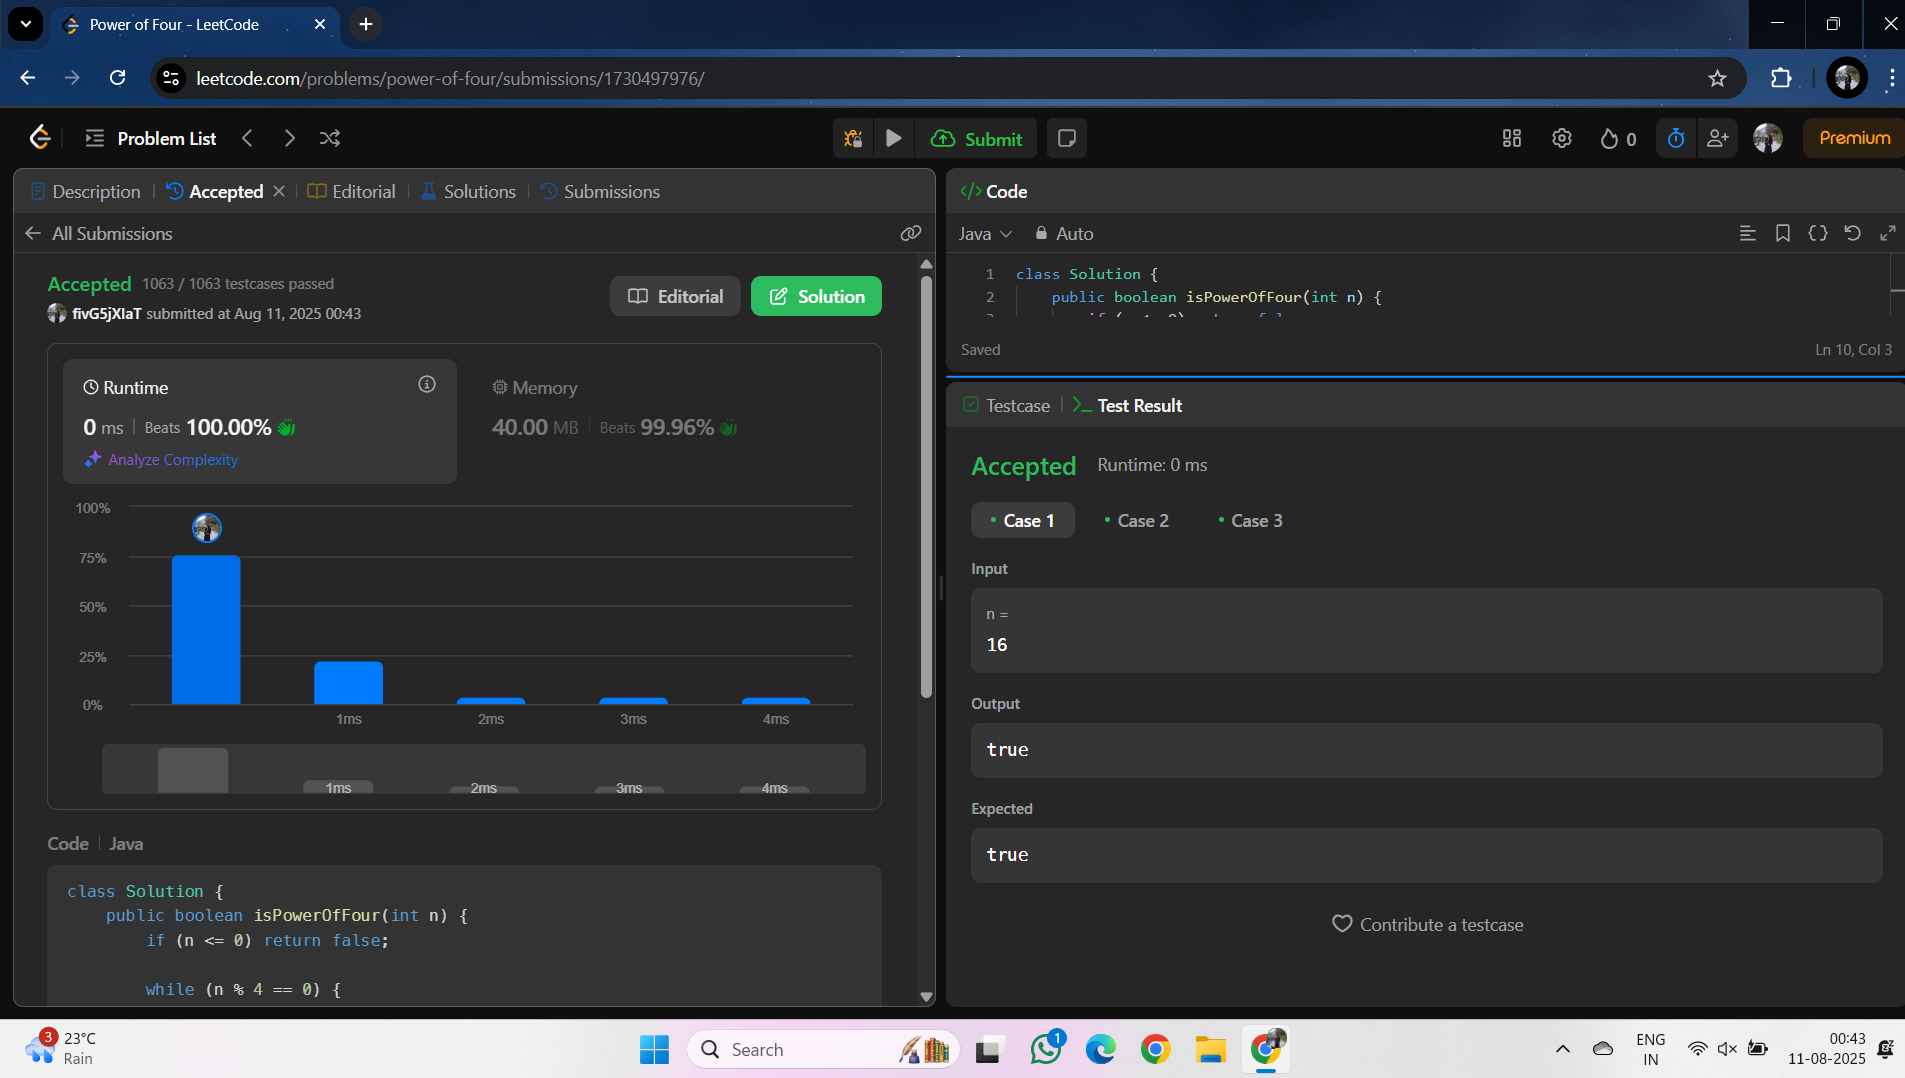 Power of Four - LeetCode
leetcode.com/problems/power-of-four/submissions/1730497976/
Problem List
Submit
0
Premium
Description
Accepted
Editorial
Solutions
Submissions
All Submissions
Accepted 1063 / 1063 testcases passed
fivG5jXIaT submitted at Aug 11, 2025 00:43
Editorial
Solution
Runtime
0 ms | Beats 100.00%
Analyze Complexity
Memory
40.00 MB | Beats 99.96%
100%
75%
50%
25%
0%
1ms 2ms 3ms 4ms
1ms 2ms 3ms 4ms
Code | Java
class Solution {
public boolean isPowerOfFour(int n) {
if (n <= 0) return false;
while (n % 4 == 0) {
</> Code
Java Auto
1 class Solution {
2 public boolean isPowerOfFour(int n) {
Saved
Ln 10, Col 3
Testcase
Test Result
Accepted Runtime: 0 ms
Case 1 Case 2 Case 3
Input
n =
16
Output
true
Expected
true
Contribute a testcase
3
23°C
Rain
Search
1
ENG
IN
00:43
11-08-2025